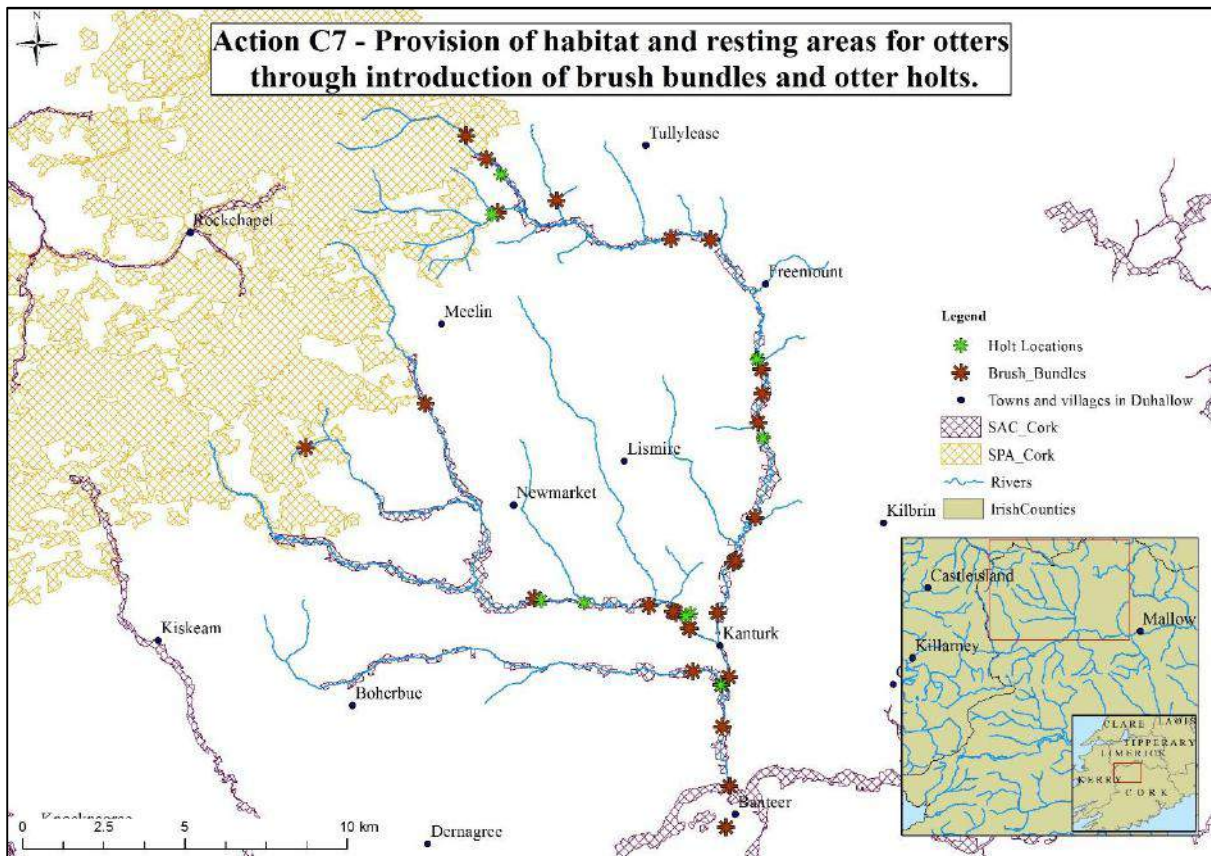 N
Action C7 - Provision of habitat and resting areas for otters
through introduction of brush bundles and otter holts.
Tullylease
Rockchapel
Freemount
Meelin
Legend
Holt Locations
Brush_Bundles
Towns and villages in Duhallow
SAC_Cork
SPA_Cork
Rivers
IrishCounties
Lismire
Newmarket
Kilbrin
Castleisland
Mallow
Killarney
Kanturk
Kiskeam
Boherbue
CLARE
LAOIS
TIPPERARY
LIMERICK
KERRY
CORK
Banteer
Dernagree
0 2.5 5 10 km